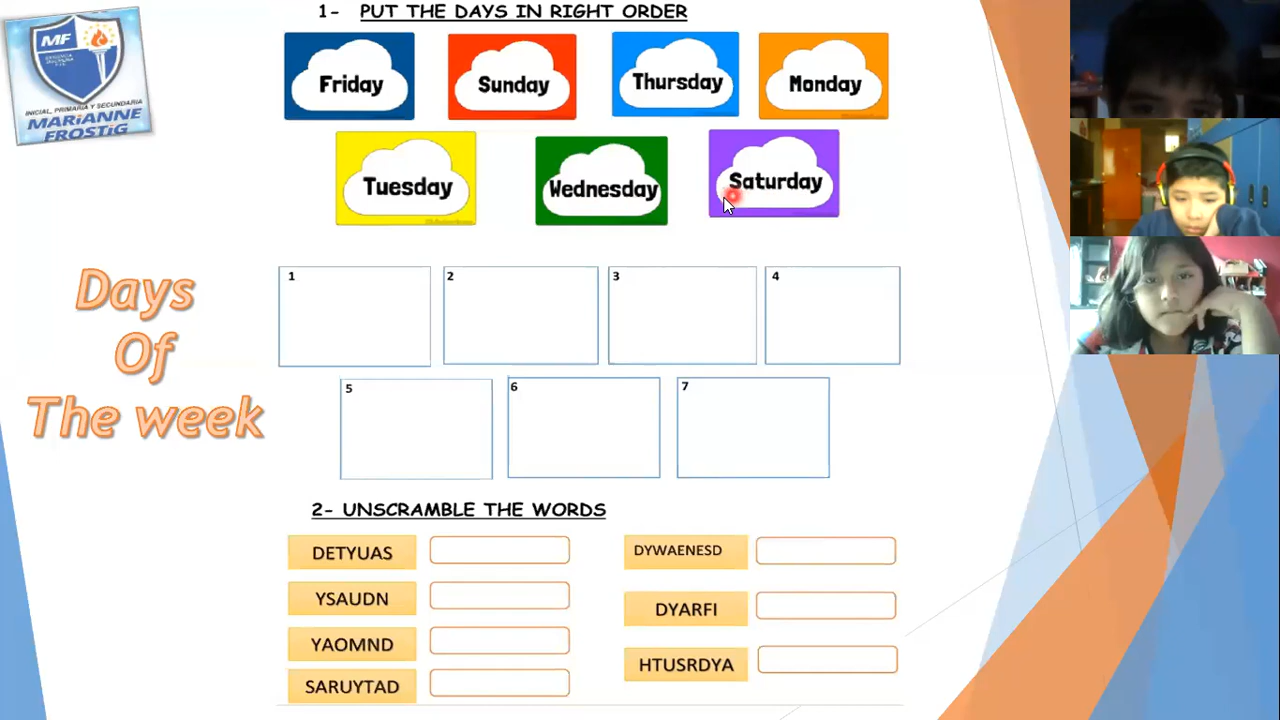 1- PUT THE DAYS IN RIGHT ORDER
MF
INICIAL, PRIMARIA Y SECUNDARIA
MARIANNE
FROSTIG
Friday
Sunday
Thursday
Monday
Tuesday
Wednesday
Saturday
Days
Of
The week
1
2
3
4
5
6
7
2- UNSCRAMBLE THE WORDS
DETYUAS
DYWAENESD
YSAUDN
DYARFI
YAOMND
HTUSRDYA
SARUYTAD